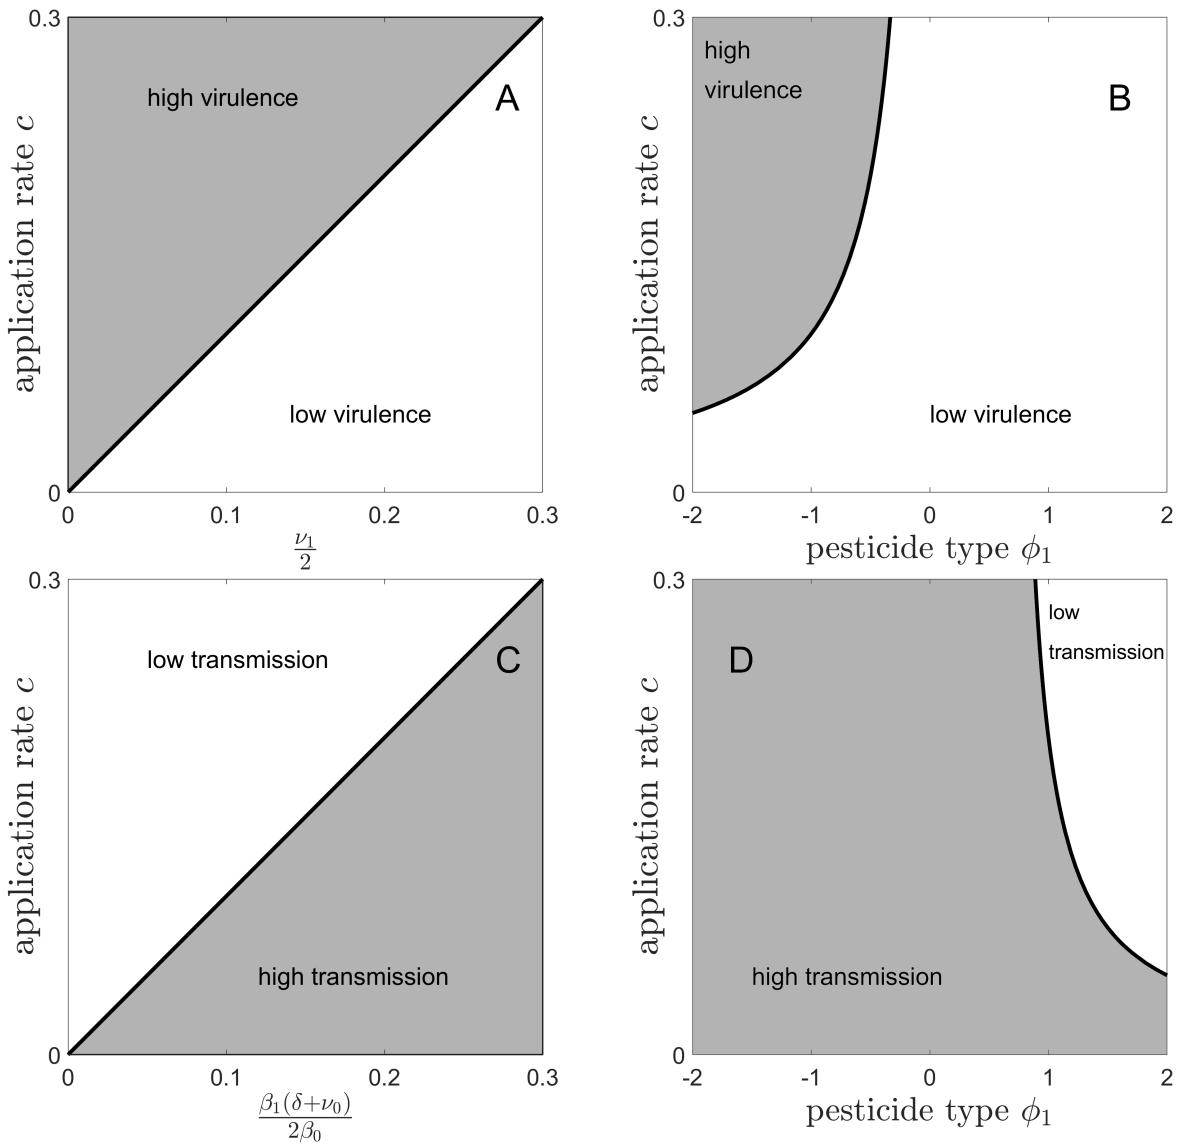 0.3
high virulence
A
application rate c
low virulence
0
0 0.1 0.2 0.3
ν₁/2
0.3
high
virulence
B
application rate c
low virulence
0
-2 -1 0 1 2
pesticide type ϕ₁
0.3
low transmission
C
application rate c
high transmission
0
0 0.1 0.2 0.3
β₁(δ+ν₀)/2β₀
0.3
low
transmission
D
application rate c
high transmission
0
-2 -1 0 1 2
pesticide type ϕ₁